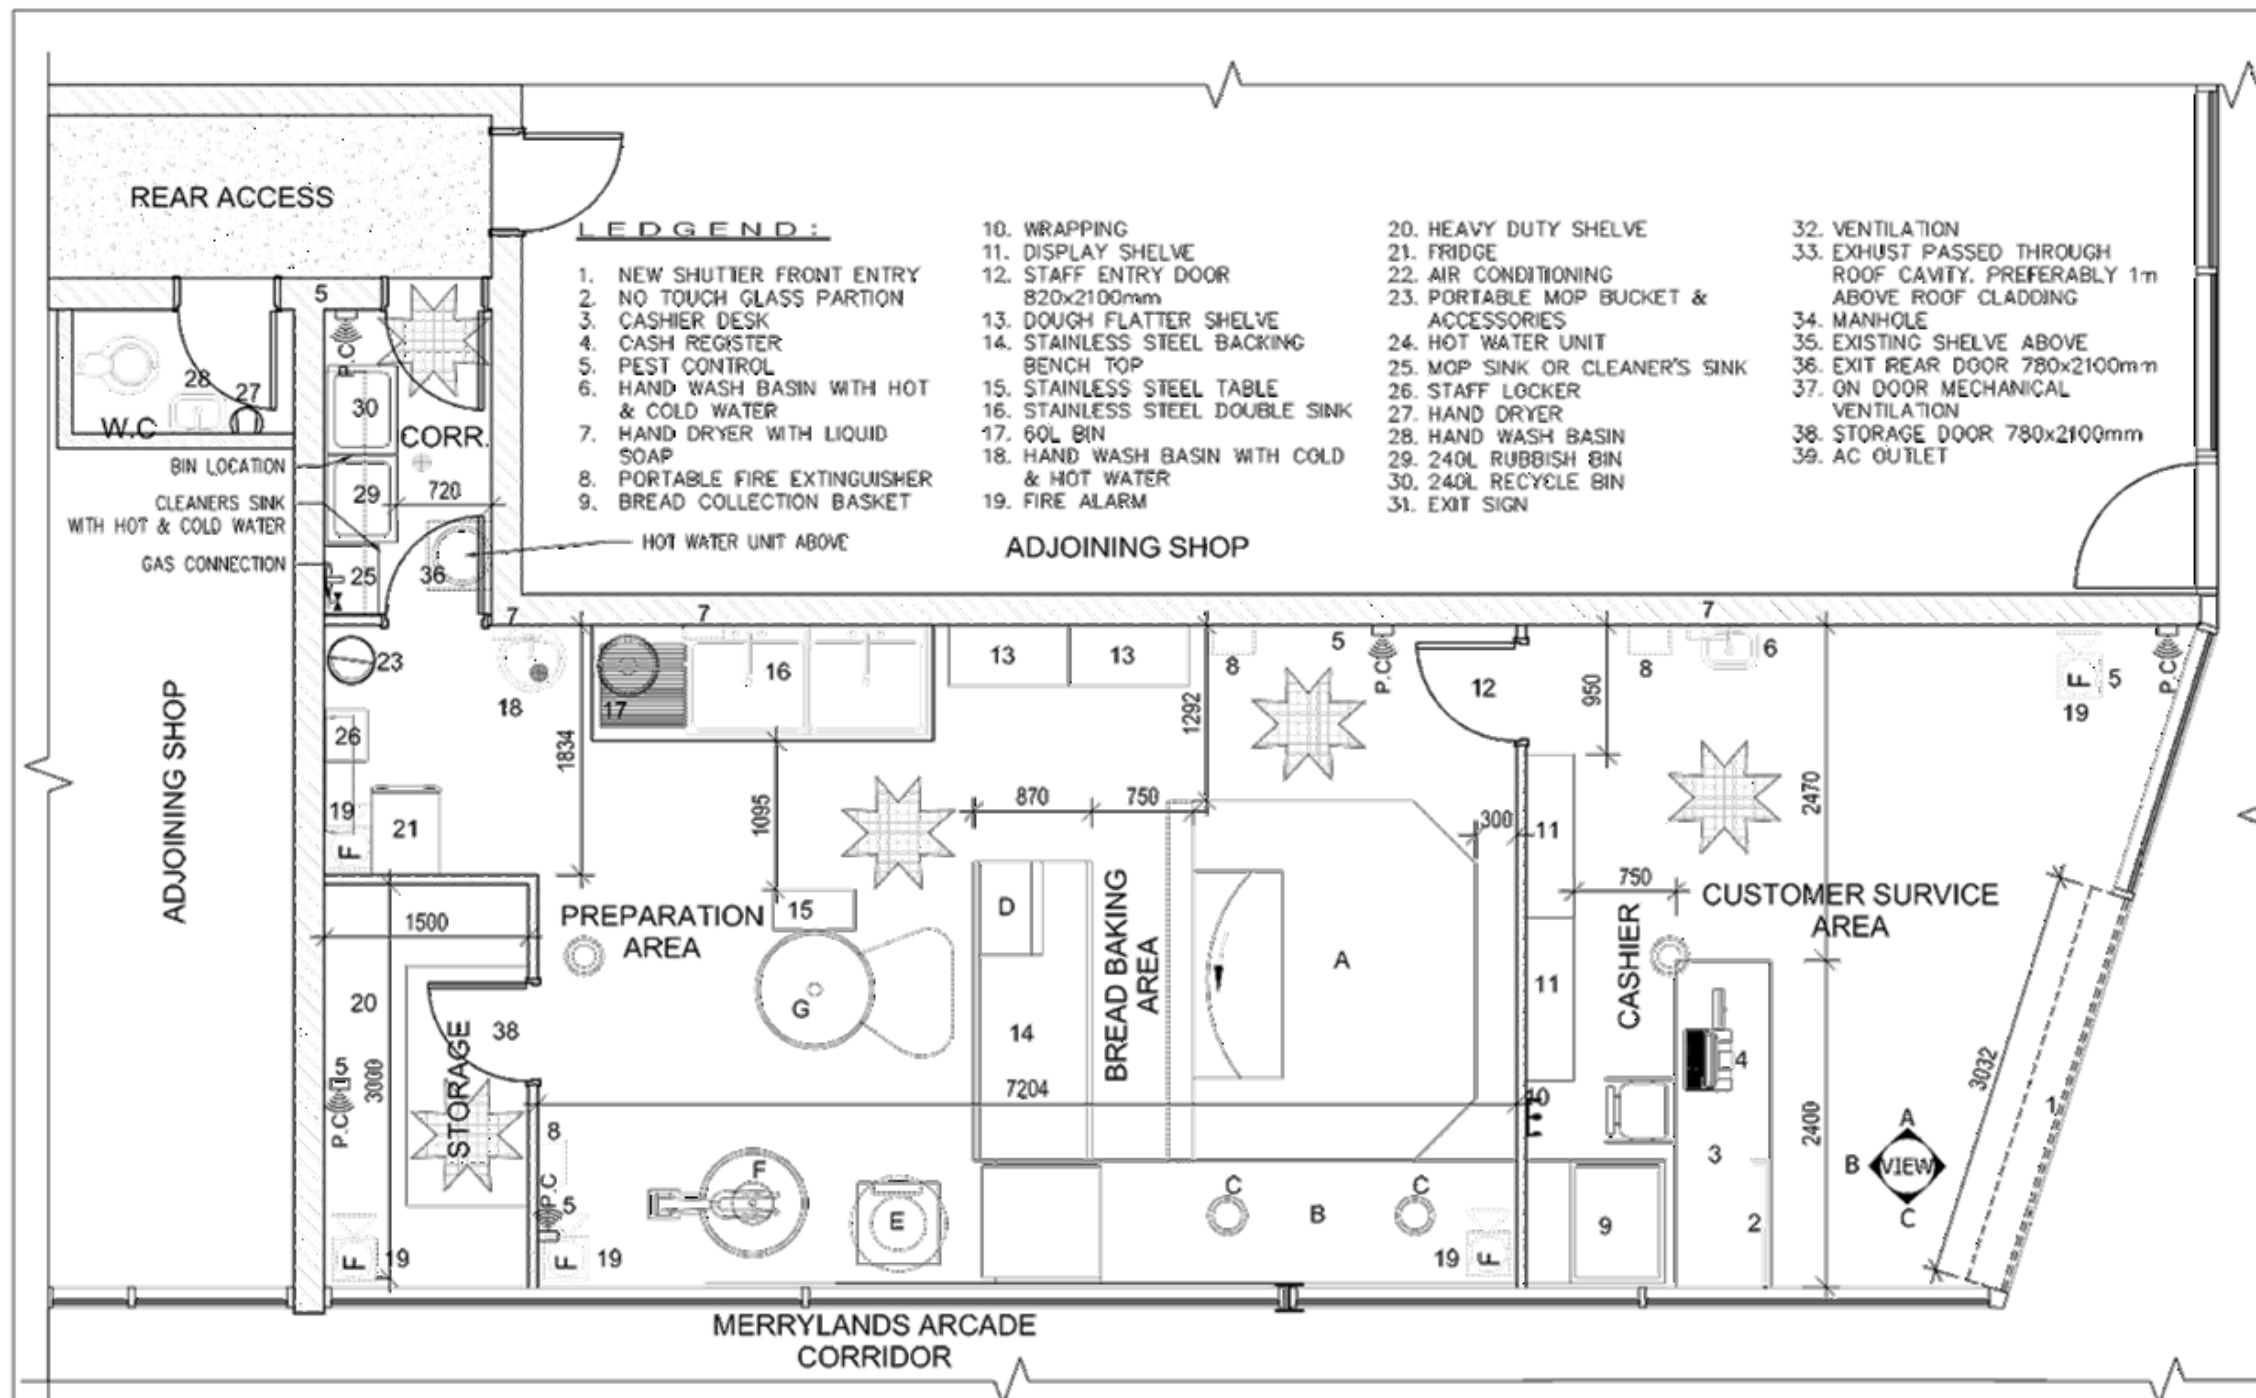 REAR ACCESS
LEDGEND:
1. NEW SHUTTER FRONT ENTRY
2. NO TOUCH GLASS PARTION
3. CASHIER DESK
4. CASH REGISTER
5. PEST CONTROL
6. HAND WASH BASIN WITH HOT
& COLD WATER
7. HAND DRYER WITH LIQUID
SOAP
8. PORTABLE FIRE EXTINGUISHER
9. BREAD COLLECTION BASKET
10. WRAPPING
11. DISPLAY SHELVE
12. STAFF ENTRY DOOR
820x2100mm
13. DOUGH FLATTER SHELVE
14. STAINLESS STEEL BACKING
BENCH TOP
15. STAINLESS STEEL TABLE
16. STAINLESS STEEL DOUBLE SINK
17. 60L BIN
18. HAND WASH BASIN WITH COLD
& HOT WATER
19. FIRE ALARM
20. HEAVY DUTY SHELVE
21. FRIDGE
22. AIR CONDITIONING
23. PORTABLE MOP BUCKET &
ACCESSORIES
24. HOT WATER UNIT
25. MOP SINK OR CLEANER'S SINK
26. STAFF LOCKER
27. HAND DRYER
28. HAND WASH BASIN
29. 240L RUBBISH BIN
30. 240L RECYCLE BIN
31. EXIT SIGN
32. VENTILATION
33. EXHUST PASSED THROUGH
ROOF CAVITY. PREFERABLY 1m
ABOVE ROOF CLADDING
34. MANHOLE
35. EXISTING SHELVE ABOVE
36. EXIT REAR DOOR 780x2100mm
37. ON DOOR MECHANICAL
VENTILATION
38. STORAGE DOOR 780x2100mm
39. AC OUTLET
5
P.C
28
27
W.C
30
CORR.
BIN LOCATION
29
720
CLEANERS SINK
WITH HOT & COLD WATER
GAS CONNECTION
25
36
HOT WATER UNIT ABOVE
ADJOINING SHOP
7
7
7
23
18
17
16
13
13
8
5
P.C
12
950
8
6
F
5
P.C
19
26
1834
1292
19
F
21
1095
870
750
300
11
2470
ADJOINING SHOP
1500
PREPARATION
AREA
15
D
BREAD BAKING
AREA
A
750
CASHIER
CUSTOMER SURVICE
AREA
20
38
G
14
11
4
3032
STORAGE
5
P.C
3000
7204
10
1
8
P.C
5
F
E
C
C
B
3
2400
A
B
VIEW
C
9
2
F
19
F
19
19
F
MERRYLANDS ARCADE
CORRIDOR